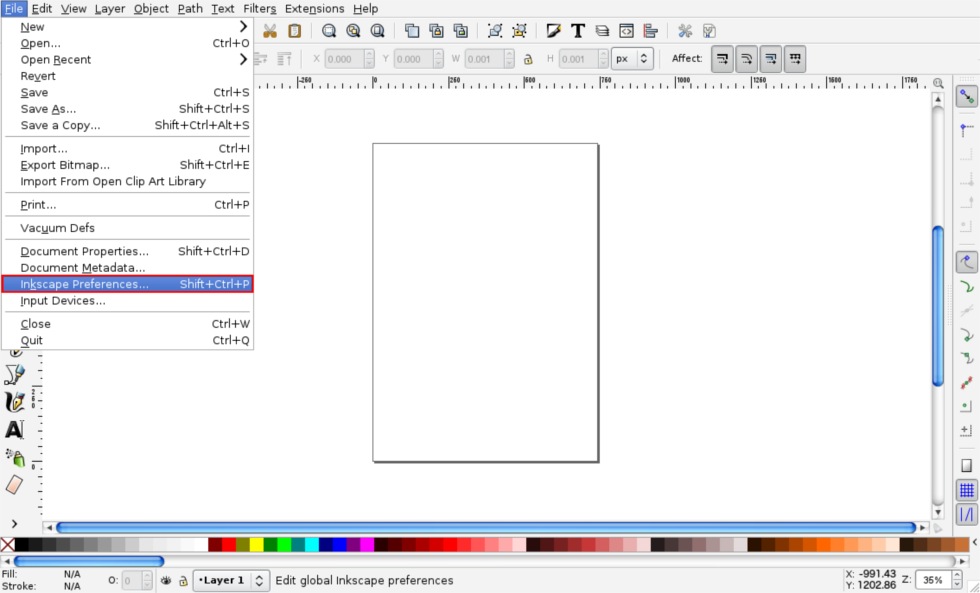 File Edit View Layer Object Path Text Filters Extensions Help
New
Open... Ctrl+O
Open Recent
Revert
Save Ctrl+S
Save As... Shift+Ctrl+S
Save a Copy... Shift+Ctrl+Alt+S
Import... Ctrl+I
Export Bitmap... Shift+Ctrl+E
Import From Open Clip Art Library
Print... Ctrl+P
Vacuum Defs
Document Properties... Shift+Ctrl+D
Document Metadata...
Inkscape Preferences... Shift+Ctrl+P
Input Devices...
Close Ctrl+W
Quit Ctrl+Q
X 0.000 Y 0.000 W 0.001 H 0.001 px Affect:
-250 0 250 500 750 1000 1250 1500 1750
0
Fill: N/A
Stroke: N/A
O: 0
•Layer 1
Edit global Inkscape preferences
X: -991.43
Y: 1202.86
Z: 35%